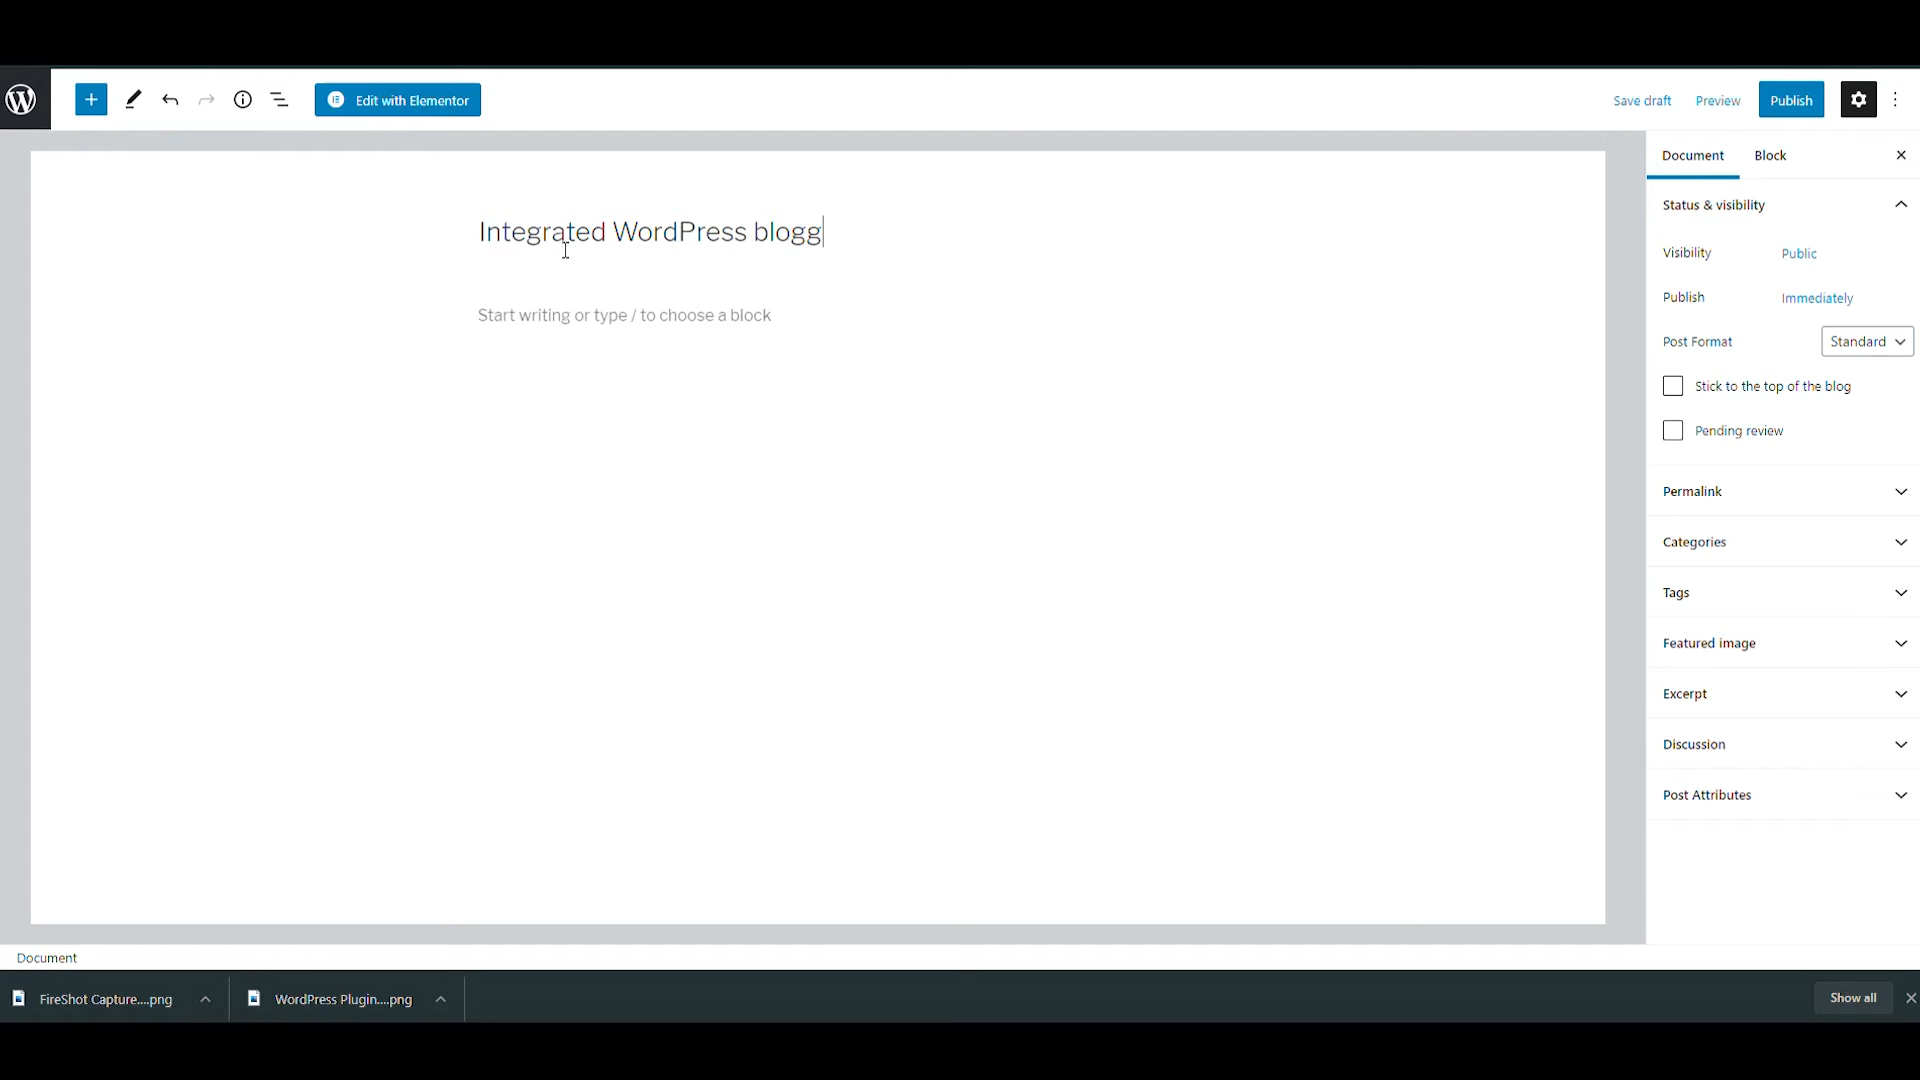 Edit with Elementor
Save draft
Preview
Publish
Document
Block
Integrated WordPress blogg
Start writing or type / to choose a block
Status & visibility
Visibility
Public
Publish
Immediately
Post Format
Standard
Stick to the top of the blog
Pending review
Permalink
Categories
Tags
Featured image
Excerpt
Discussion
Post Attributes
Document
FireShot Capture....png
WordPress Plugin....png
Show all